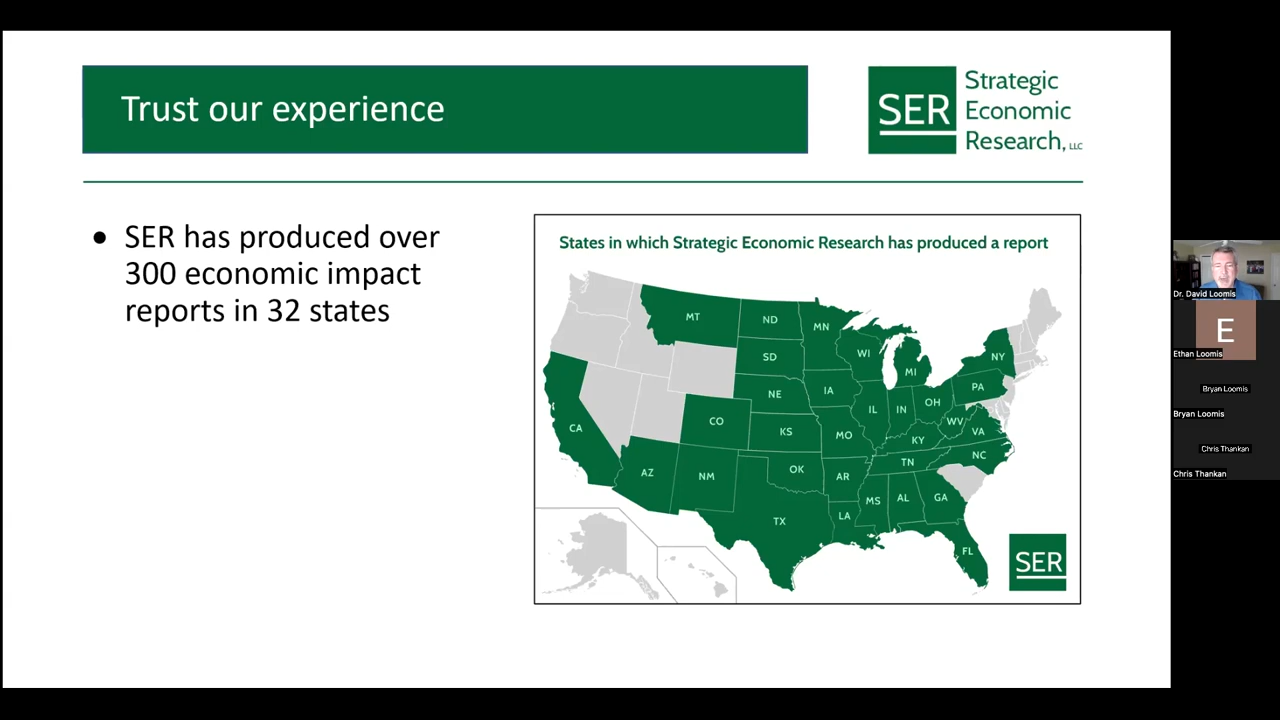 Trust our experience
SER
Strategic
Economic
Research, LLC
• SER has produced over
300 economic impact
reports in 32 states
States in which Strategic Economic Research has produced a report
MT
ND
MN
SD
WI
MI
NY
NE
IA
PA
IL
IN
OH
CA
CO
KS
MO
WV
VA
KY
AZ
NM
OK
AR
TN
NC
TX
LA
MS
AL
GA
FL
SER
Dr. David Loomis
E
Ethan Loomis
Bryan Loomis
Bryan Loomis
Chris Thankan
Chris Thankan